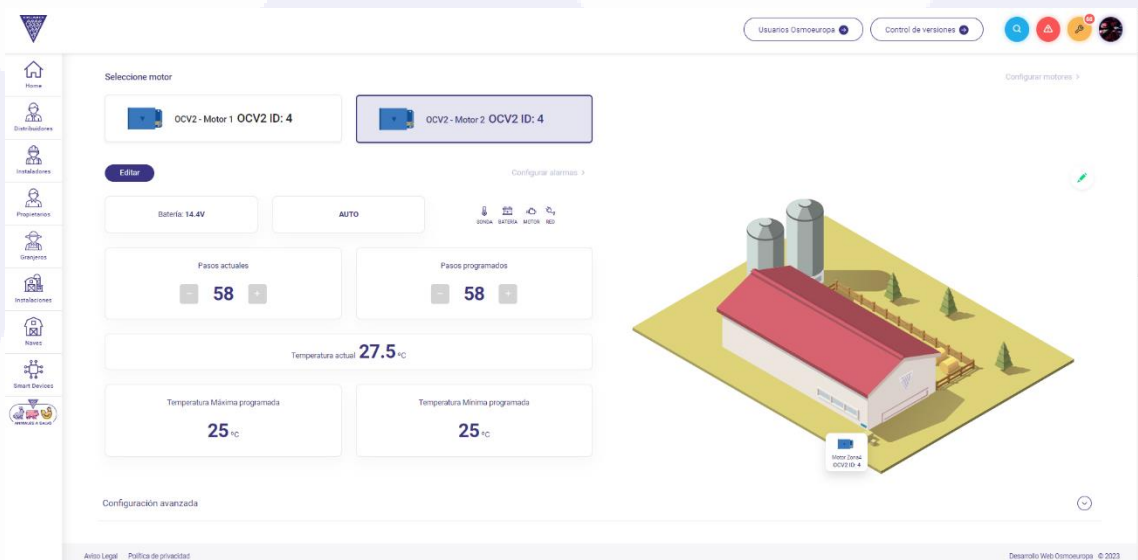 Usuarios Osmoeuropa
Control de versiones
68
Home
Distribuidores
Instaladores
Propietarios
Granjeros
Instalaciones
Naves
Smart Devices
ANIMALES A SALVO
Seleccione motor
Configurar motores >
OCV2 - Motor 1 OCV2 ID: 4
OCV2 - Motor 2 OCV2 ID: 4
Editar
Configurar alarmas >
Batería: 14.4V
AUTO
SONDA BATERÍA MOTOR RED
Pasos actuales
- 58 +
Pasos programados
- 58 +
Temperatura actual 27.5 ºC
Temperatura Máxima programada
25 ºC
Temperatura Mínima programada
25 ºC
Motor Zona4
OCV2 ID: 4
Configuración avanzada
Aviso Legal Política de privacidad
Desarrollo Web Osmoeuropa © 2023